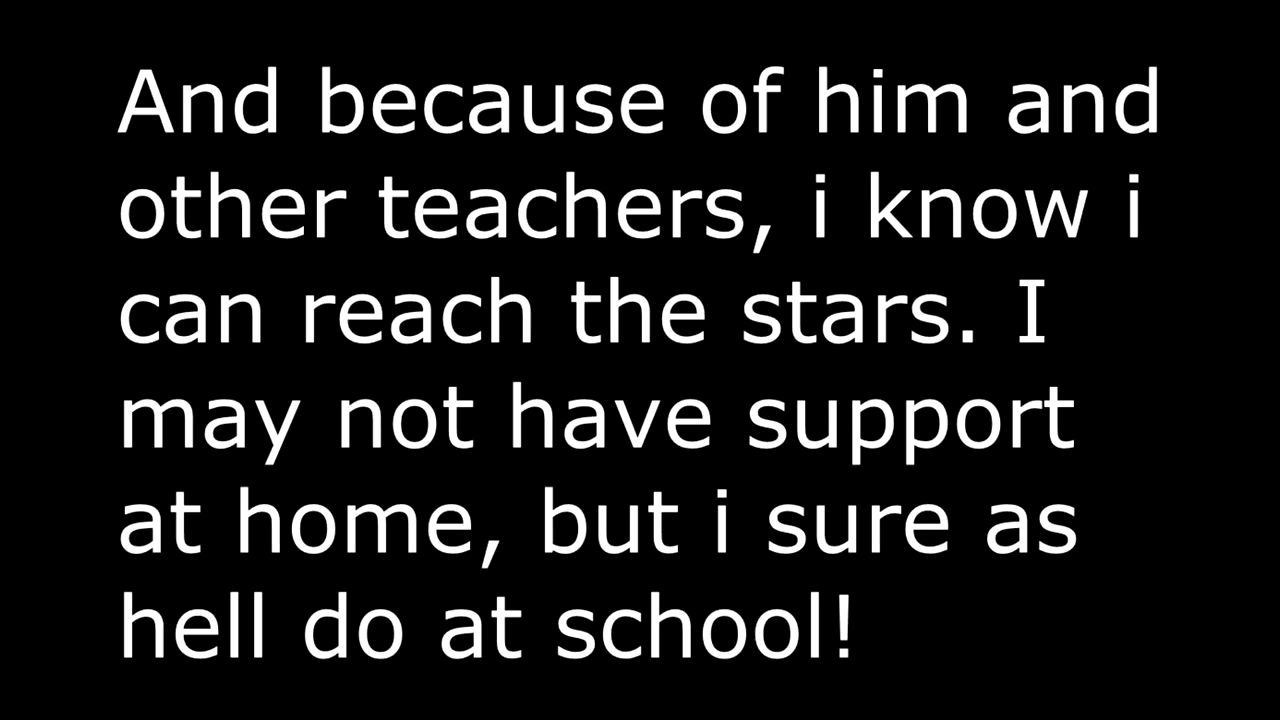 And because of him and
other teachers, i know i
can reach the stars. I
may not have support
at home, but i sure as
hell do at school!